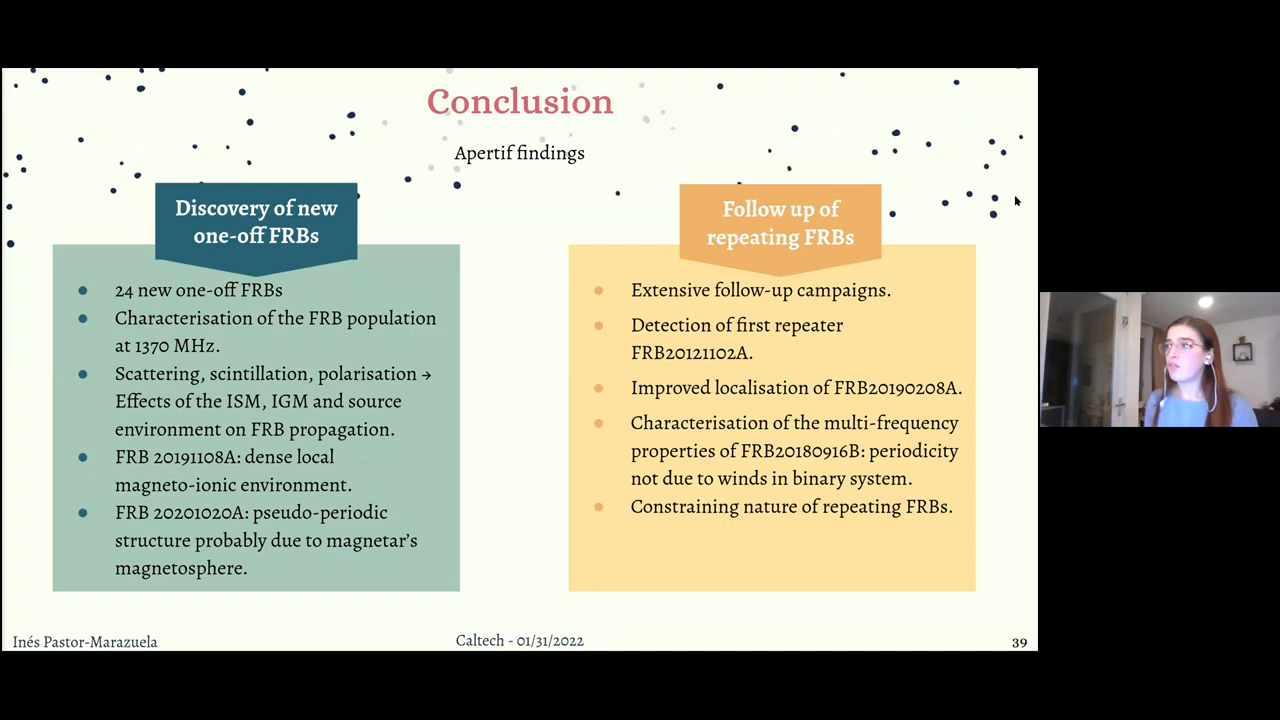 Conclusion
Apertif findings
Discovery of new
one-off FRBs
● 24 new one-off FRBs
● Characterisation of the FRB population
at 1370 MHz.
● Scattering, scintillation, polarisation →
Effects of the ISM, IGM and source
environment on FRB propagation.
● FRB 20191108A: dense local
magneto-ionic environment.
● FRB 20201020A: pseudo-periodic
structure probably due to magnetar's
magnetosphere.
Follow up of
repeating FRBs
● Extensive follow-up campaigns.
● Detection of first repeater
FRB20121102A.
● Improved localisation of FRB20190208A.
● Characterisation of the multi-frequency
properties of FRB20180916B: periodicity
not due to winds in binary system.
● Constraining nature of repeating FRBs.
Inés Pastor-Marazuela
Caltech - 01/31/2022
39